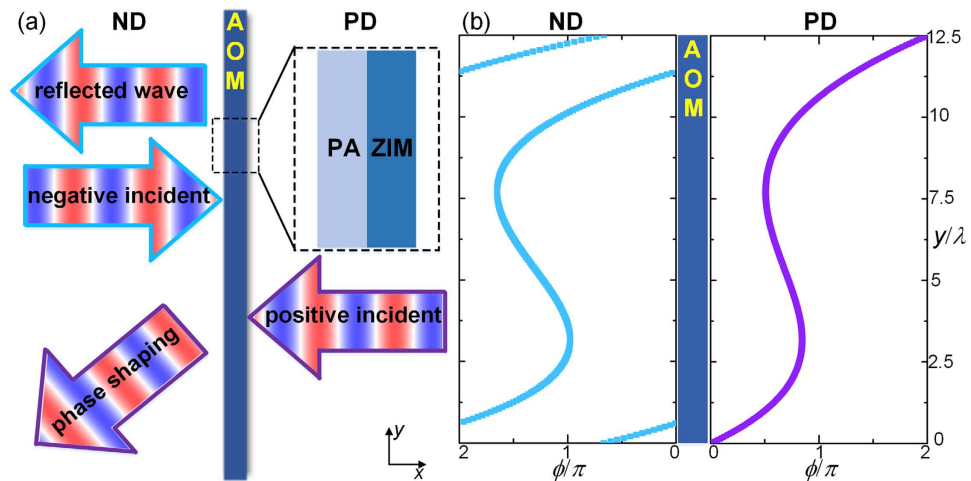 (a)
ND
A
O
M
PD
reflected wave
PA
ZIM
negative incident
positive incident
phase shaping
y
x
(b)
ND
PD
A
O
M
12.5
10
7.5
y/λ
5
2.5
0
2
1
0
ϕ/π
0
1
2
ϕ/π